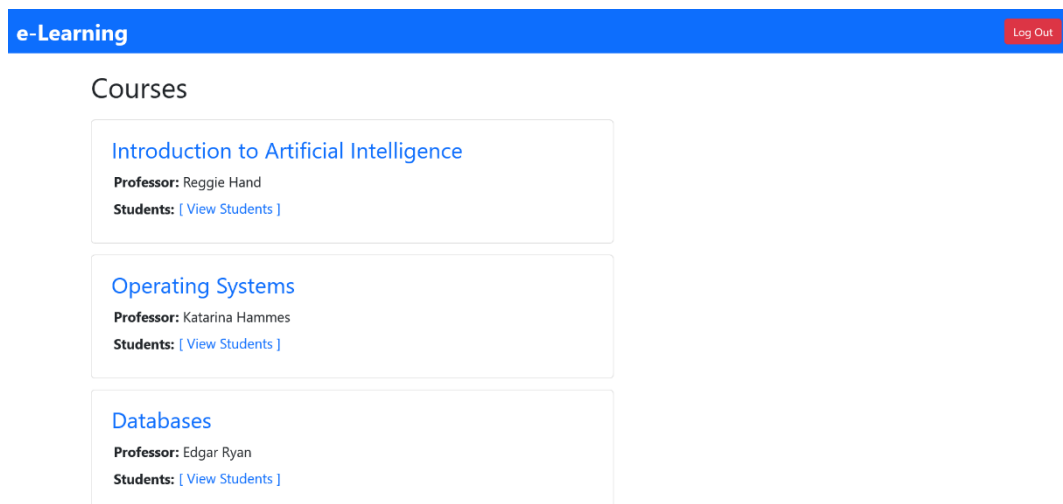 e-Learning
Log Out
Courses
Introduction to Artificial Intelligence
Professor: Reggie Hand
Students: [ View Students ]
Operating Systems
Professor: Katarina Hammes
Students: [ View Students ]
Databases
Professor: Edgar Ryan
Students: [ View Students ]